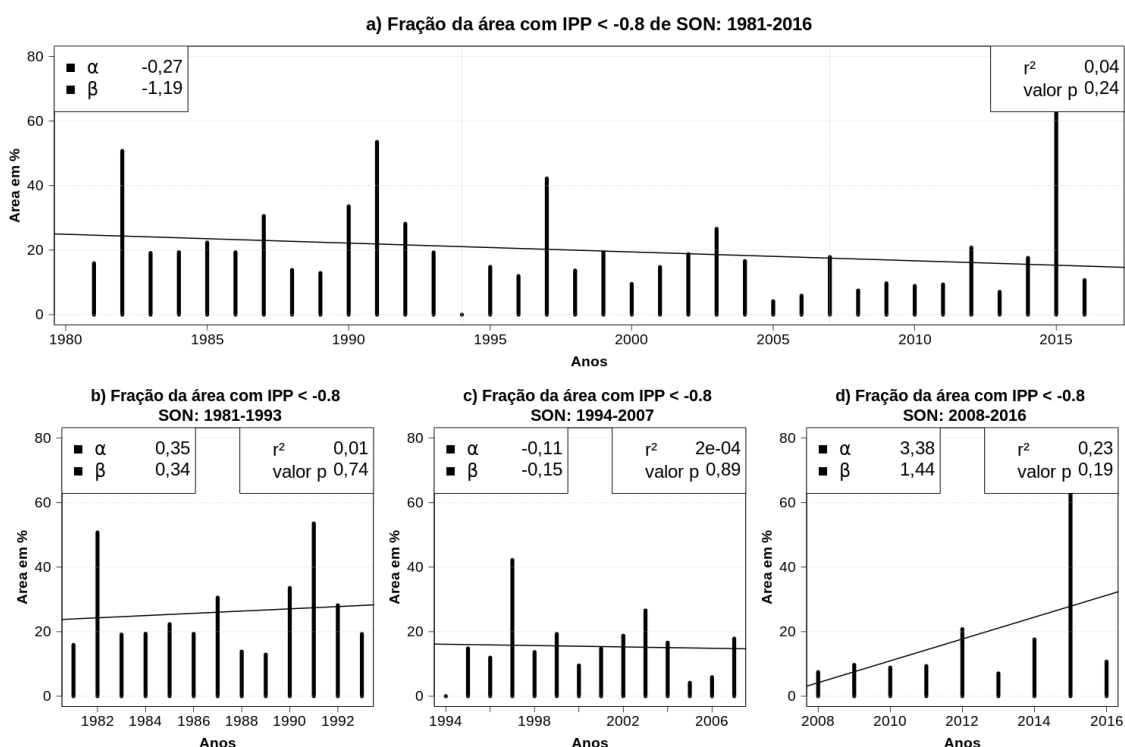 a) Fração da área com IPP < -0.8 de SON: 1981-2016
80
60
40
20
0
Area em %
α -0,27
β -1,19
r² 0,04
valor p 0,24
1980 1985 1990 1995 2000 2005 2010 2015
Anos
b) Fração da área com IPP < -0.8
SON: 1981-1993
80
60
40
20
0
Area em %
α 0,35
β 0,34
r² 0,01
valor p 0,74
1982 1984 1986 1988 1990 1992
Anos
c) Fração da área com IPP < -0.8
SON: 1994-2007
80
60
40
20
0
Area em %
α -0,11
β -0,15
r² 2e-04
valor p 0,89
1994 1998 2002 2006
Anos
d) Fração da área com IPP < -0.8
SON: 2008-2016
80
60
40
20
0
Area em %
α 3,38
β 1,44
r² 0,23
valor p 0,19
2008 2010 2012 2014 2016
Anos